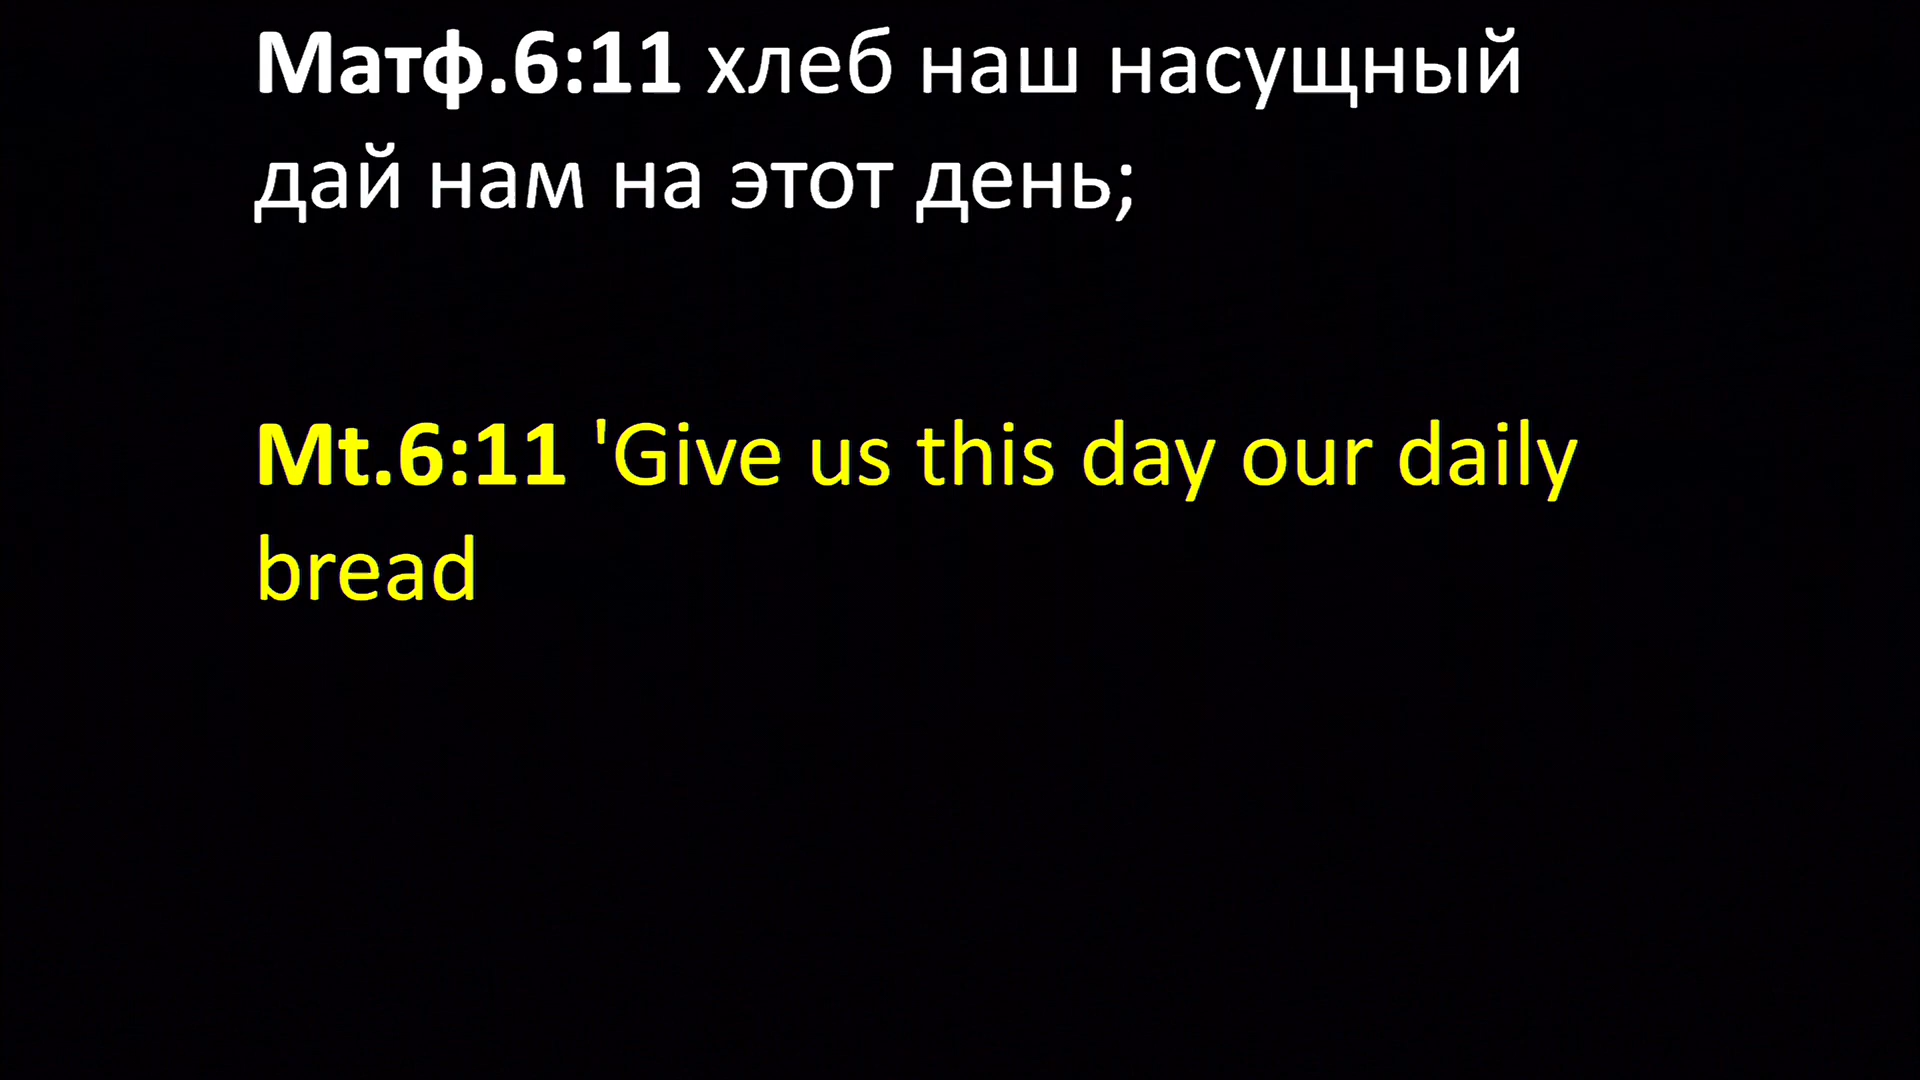 Матф.6:11 хлеб наш насущный
дай нам на этот день;
Mt.6:11 'Give us this day our daily
bread